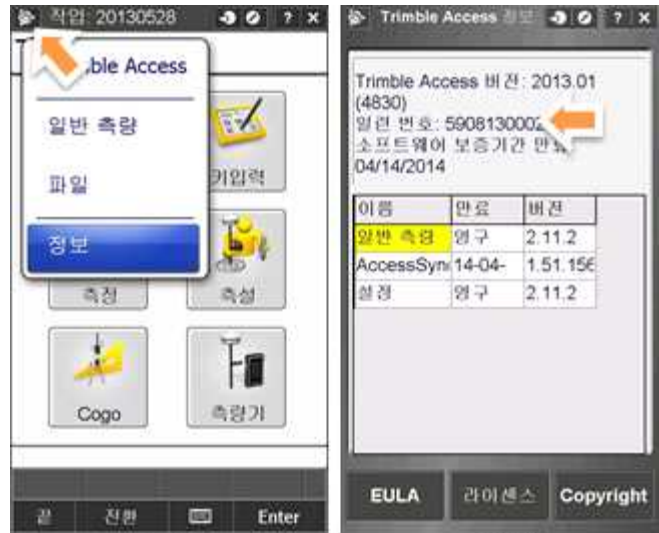 작업: 20130528
ble Access
일반 측량
파일
정보
키입력
측정
측설
Cogo
측량기
끝
전환
Enter
Trimble Access 정보
Trimble Access 버전: 2013.01
(4830)
일련 번호: 5908130002
소프트웨어 보증기간 만료
04/14/2014
이름 만료 버전
일반 측량 영구 2.11.2
AccessSyn 14-04- 1.51.156
설정 영구 2.11.2
EULA
라이센스
Copyright